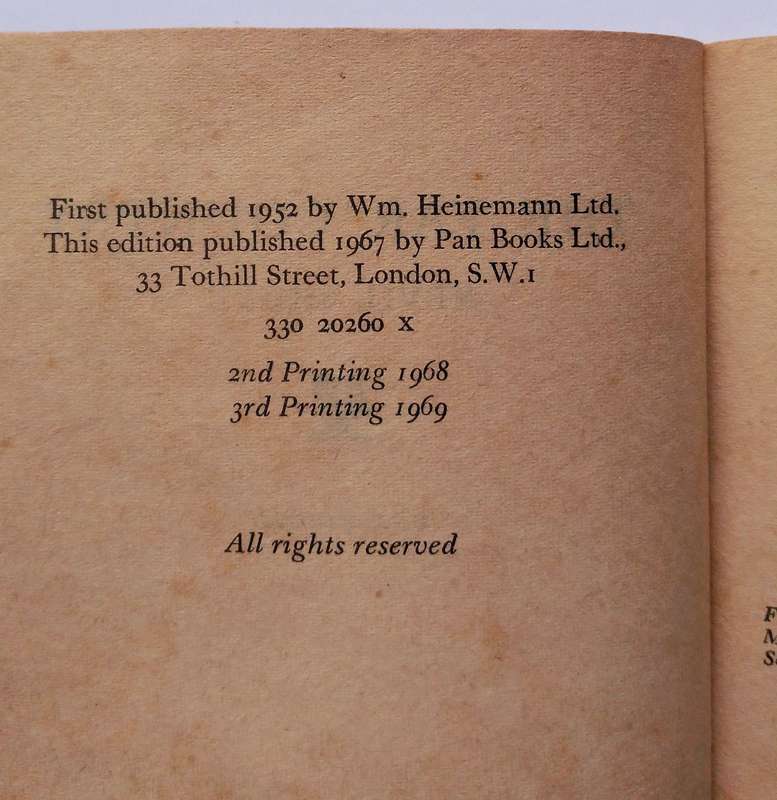 First published 1952 by Wm. Heinemann Ltd.
This edition published 1967 by Pan Books Ltd.,
33 Tothill Street, London, S.W.1
330 20260 X
2nd Printing 1968
3rd Printing 1969
All rights reserved